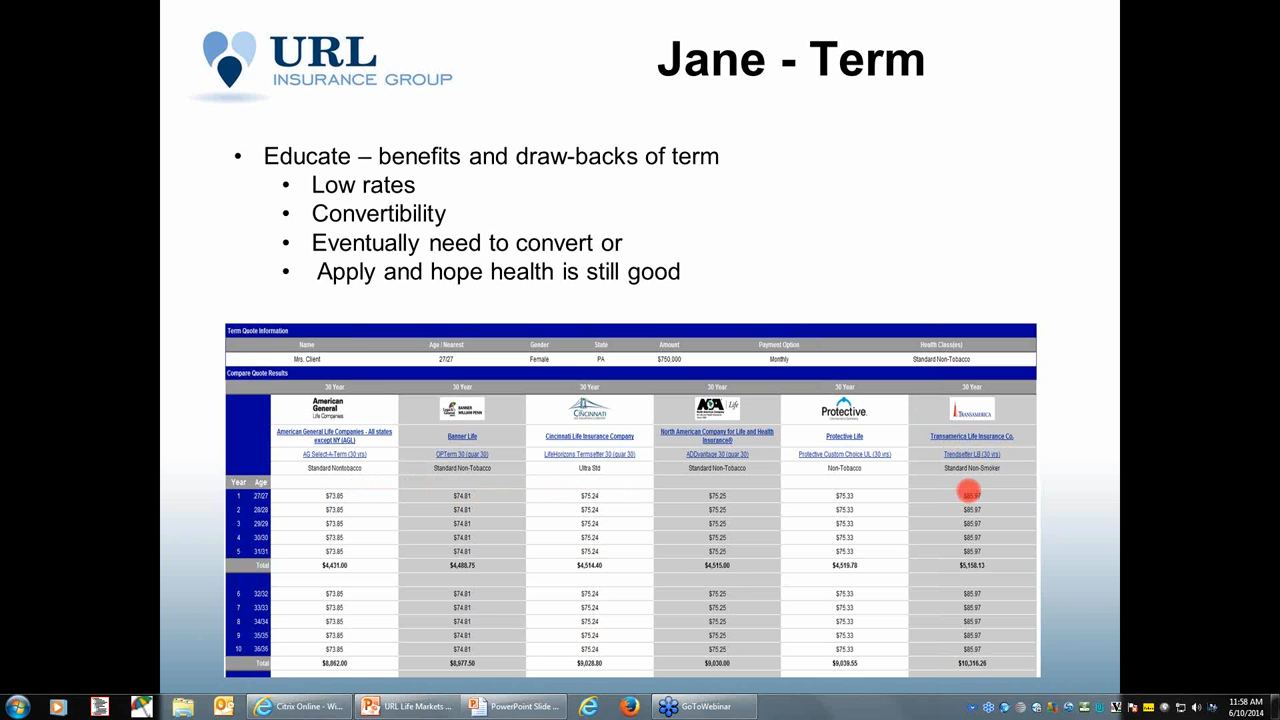 URL
INSURANCE GROUP
Jane - Term
• Educate – benefits and draw-backs of term
• Low rates
• Convertibility
• Eventually need to convert or
• Apply and hope health is still good
Term Quote Information
Name Age / Nearest Gender State Amount Payment Option Health Class(es)
Mrs. Client 27/27 Female PA $750,000 Monthly Standard Non-Tobacco
Compare Quote Results
30 Year 30 Year 30 Year 30 Year 30 Year 30 Year
American General Life Companies BANNER WILLIAM PENN CINCINNATI Life Protective. TRANSAMERICA
American General Life Companies - All states except NY (AGL) Banner Life Cincinnati Life Insurance Company North American Company for Life and Health Insurance® Protective Life Transamerica Life Insurance Co.
AG Select-A-Term (30 yrs) OPTerm 30 (guar 30) LifeHorizons Termsetter 30 (guar 30) ADDvantage 30 (guar 30) Protective Custom Choice UL (30 yrs) Trendsetter LB (30 yrs)
Standard Nontobacco Standard Non-Tobacco Ultra Std Standard Non-Tobacco Non-Tobacco Standard Non-Smoker
Year Age
1 27/27 $73.85 $74.81 $75.24 $75.25 $75.33 $85.97
2 28/28 $73.85 $74.81 $75.24 $75.25 $75.33 $85.97
3 29/29 $73.85 $74.81 $75.24 $75.25 $75.33 $85.97
4 30/30 $73.85 $74.81 $75.24 $75.25 $75.33 $85.97
5 31/31 $73.85 $74.81 $75.24 $75.25 $75.33 $85.97
Total $4,431.00 $4,488.75 $4,514.40 $4,515.00 $4,519.78 $5,158.13
6 32/32 $73.85 $74.81 $75.24 $75.25 $75.33 $85.97
7 33/33 $73.85 $74.81 $75.24 $75.25 $75.33 $85.97
8 34/34 $73.85 $74.81 $75.24 $75.25 $75.33 $85.97
9 35/35 $73.85 $74.81 $75.24 $75.25 $75.33 $85.97
10 36/36 $73.85 $74.81 $75.24 $75.25 $75.33 $85.97
Total $8,862.00 $8,977.50 $9,028.80 $9,030.00 $9,039.55 $10,316.26
Citrix Online - Wi... URL Life Markets ... PowerPoint Slide ... GoToWebinar
11:58 AM
6/10/2014